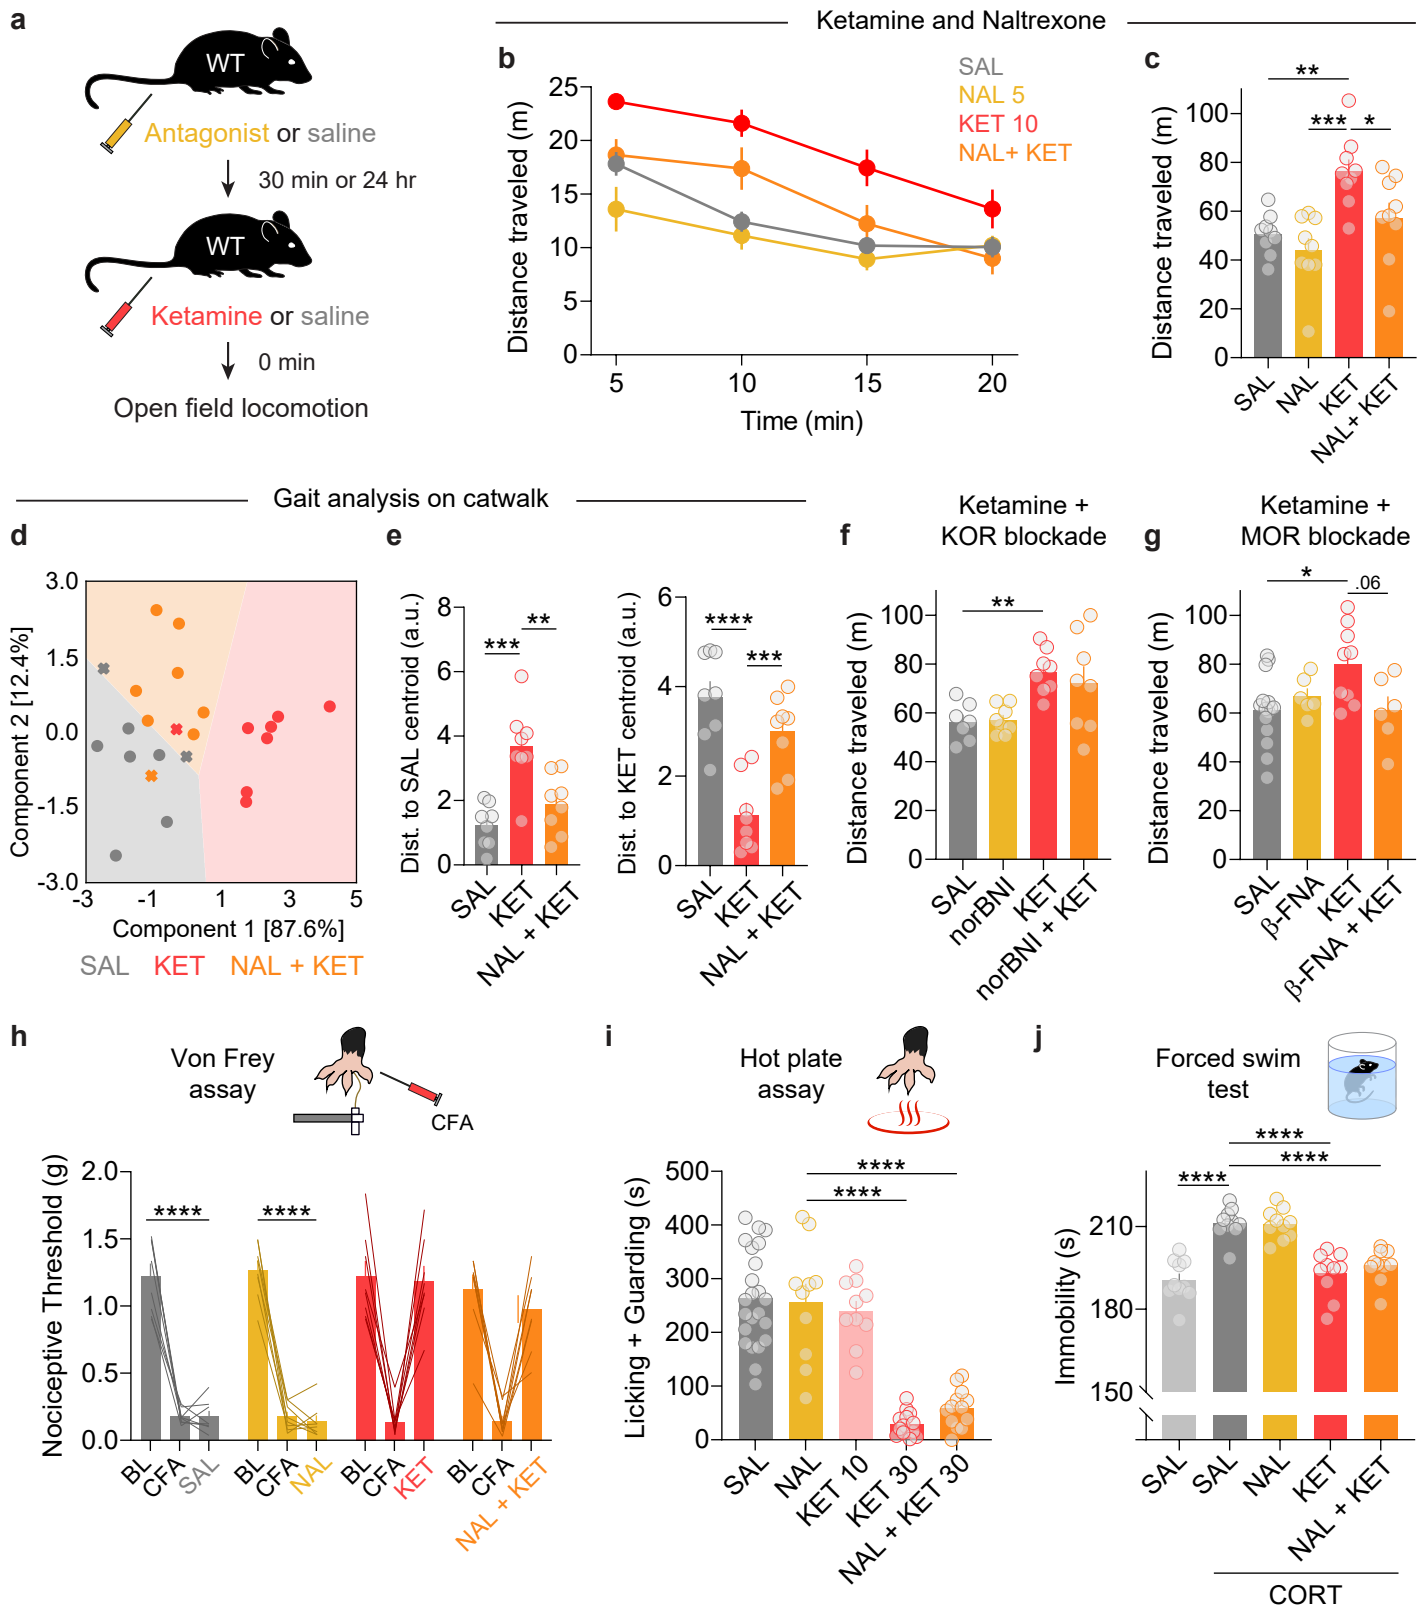 Ketamine and Naltrexone
a
WT
Antagonist or saline
30 min or 24 hr
WT
Ketamine or saline
0 min
Open field locomotion
b
SAL
NAL 5
KET 10
NAL+ KET
Distance traveled (m)
25
20
15
10
5
0
5 10 15 20
Time (min)
c
**
*** *
Distance traveled (m)
100
80
60
40
20
0
SAL
NAL
KET
NAL+ KET
Gait analysis on catwalk
d
Component 2 [12.4%]
3.0
1.5
0.0
-1.5
-3.0
-3 -1 1 3 5
Component 1 [87.6%]
SAL KET NAL + KET
e
Dist. to SAL centroid (a.u.)
8
6
4
2
0
**
***
SAL
KET
NAL + KET
Dist. to KET centroid (a.u.)
6
4
2
0
****
***
SAL
KET
NAL + KET
Ketamine +
KOR blockade
f
**
Distance traveled (m)
100
80
60
40
20
0
SAL
norBNI
KET
norBNI + KET
Ketamine +
MOR blockade
g
*
.06
Distance traveled (m)
100
80
60
40
20
0
SAL
β-FNA
KET
β-FNA + KET
h
Von Frey
assay
CFA
Nociceptive Threshold (g)
2.0
1.5
1.0
0.5
0.0
**** ****
BL
CFA
SAL
BL
CFA
NAL
BL
CFA
KET
BL
CFA
NAL + KET
i
Hot plate
assay
Licking + Guarding (s)
500
400
300
200
100
0
****
****
SAL
NAL
KET 10
KET 30
NAL + KET 30
j
Forced swim
test
Immobility (s)
210
180
150
****
****
****
SAL
SAL
NAL
KET
NAL + KET
CORT